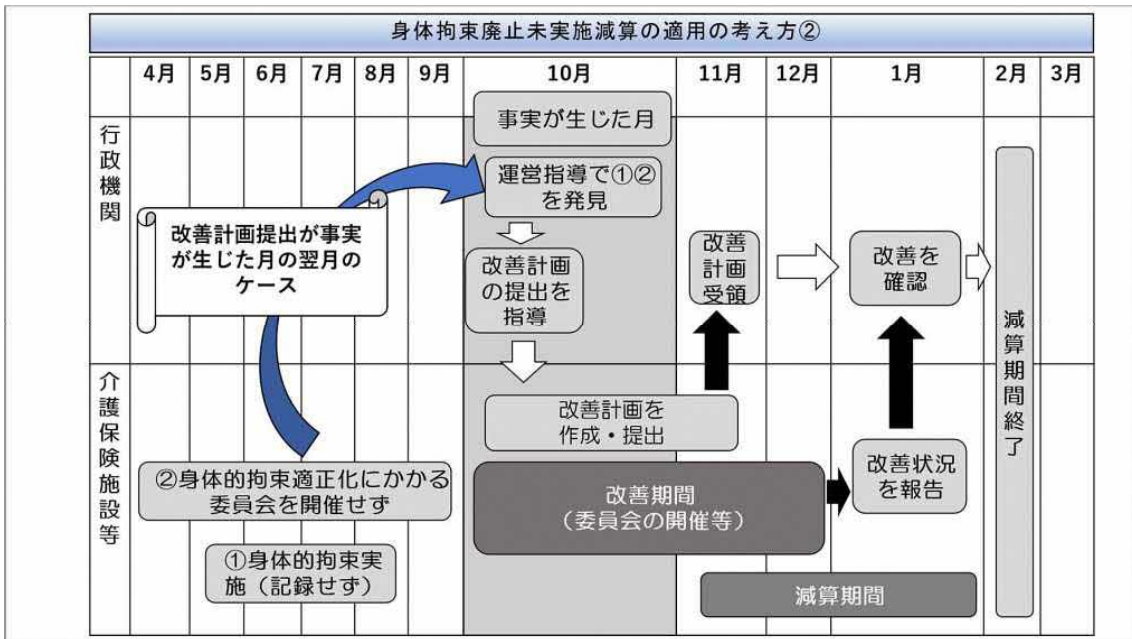 身体拘束廃止未実施減算の適用の考え方②
4月 5月 6月 7月 8月 9月 10月 11月 12月 1月 2月 3月
行政機関
事実が生じた月
運営指導で①②
を発見
改善計画提出が事実
が生じた月の翌月の
ケース
改善計画
の提出を
指導
改善
計画
受領
改善を
確認
減算期間終了
介護保険施設等
改善計画を
作成・提出
②身体的拘束適正化にかかる
委員会を開催せず
改善期間
（委員会の開催等）
改善状況
を報告
①身体的拘束実
施（記録せず）
減算期間